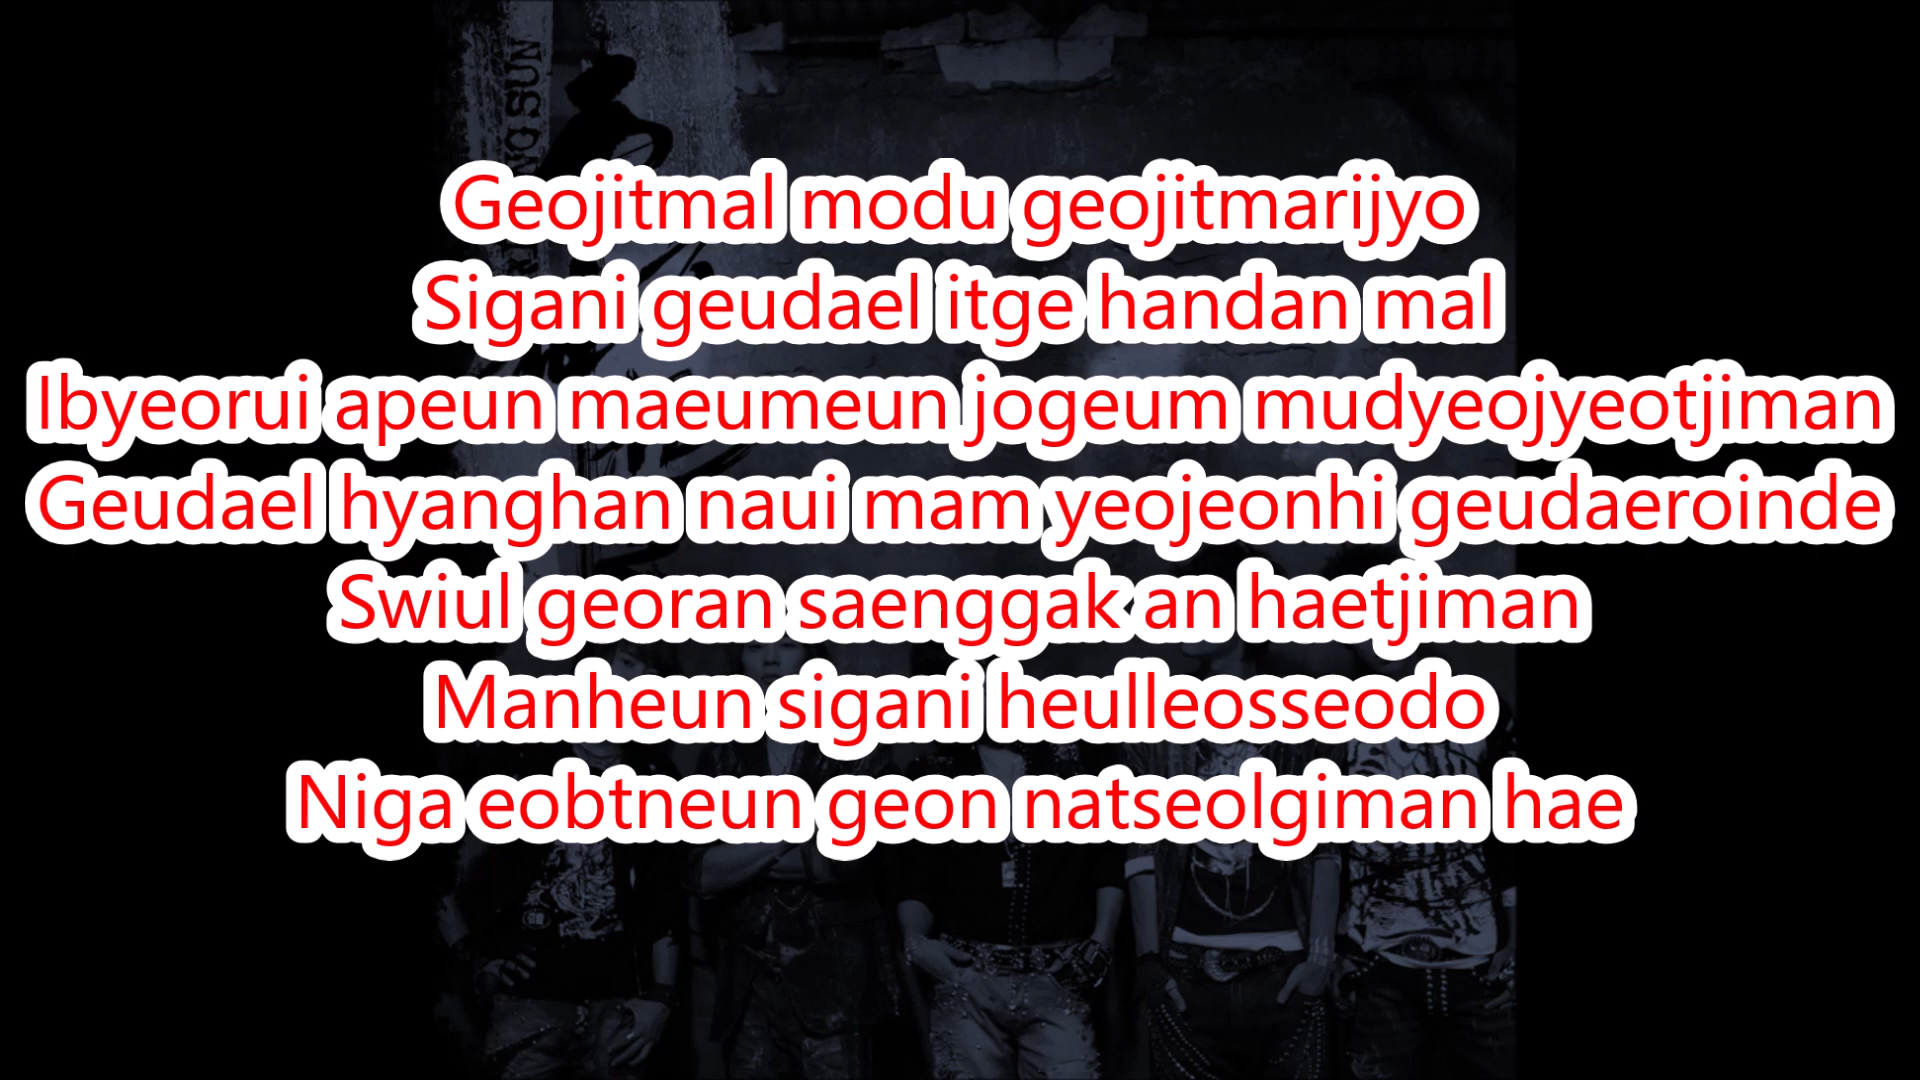 Geojitmal modu geojitmarijyo
Sigani geudael itge handan mal
Ibyeorui apeun maeumeun jogeum mudyeojyeotjiman
Geudael hyanghan naui mam yeojeonhi geudaeroinde
Swiul georan saenggak an haetjiman
Manheun sigani heulleosseodo
Niga eobtneun geon natseolgiman hae